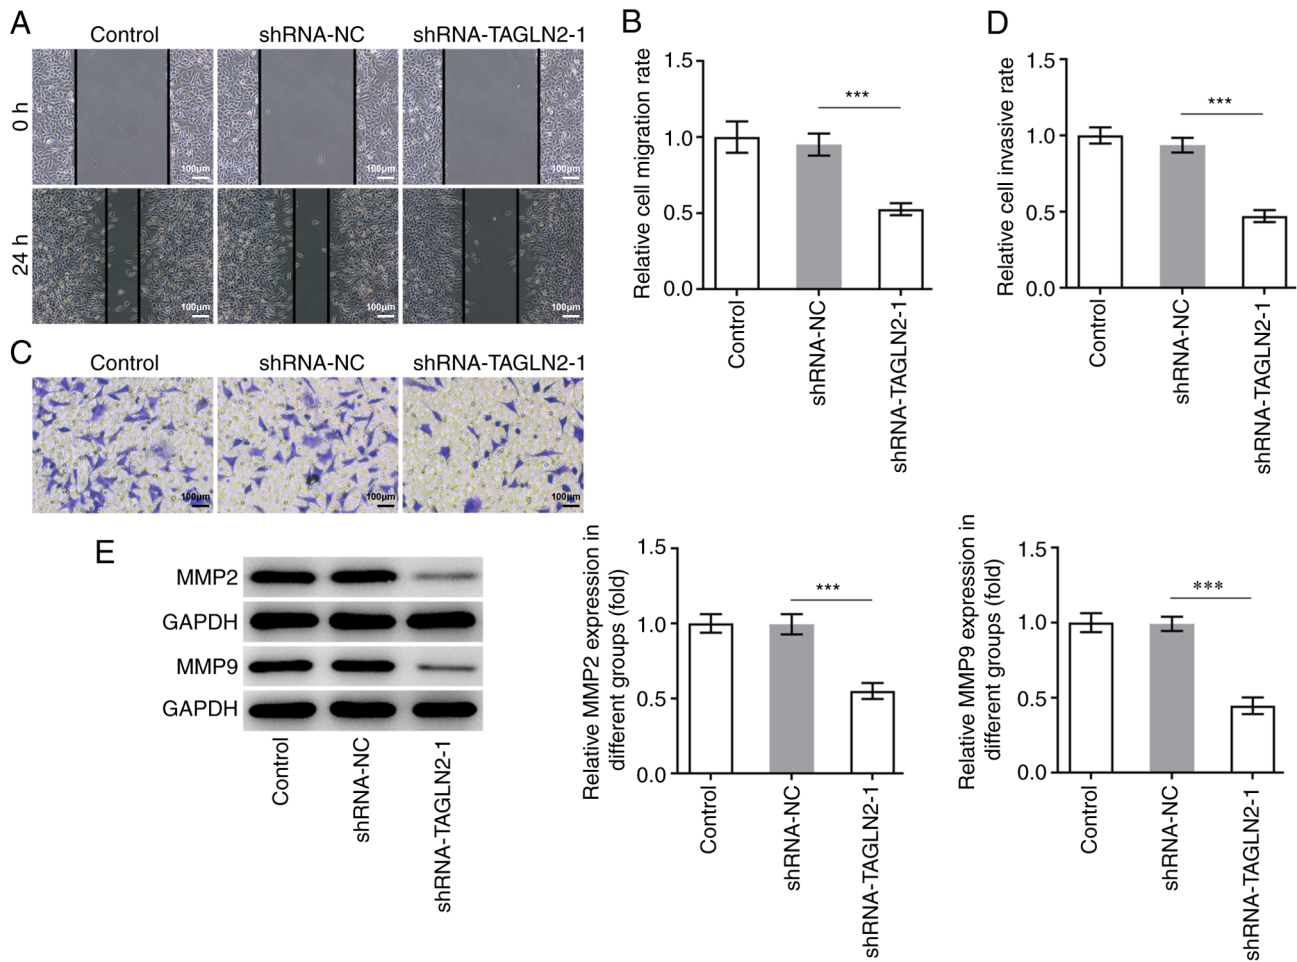 A
Control
shRNA-NC
shRNA-TAGLN2-1
0 h
100µm
100µm
100µm
24 h
100µm
100µm
100µm
B
Relative cell migration rate
1.5
1.0
0.5
0.0
***
Control
shRNA-NC
shRNA-TAGLN2-1
D
Relative cell invasive rate
1.5
1.0
0.5
0.0
***
Control
shRNA-NC
shRNA-TAGLN2-1
C
Control
shRNA-NC
shRNA-TAGLN2-1
100µm
100µm
100µm
E
MMP2
GAPDH
MMP9
GAPDH
Control
shRNA-NC
shRNA-TAGLN2-1
Relative MMP2 expression in
different groups (fold)
1.5
1.0
0.5
0.0
***
Control
shRNA-NC
shRNA-TAGLN2-1
Relative MMP9 expression in
different groups (fold)
1.5
1.0
0.5
0.0
***
Control
shRNA-NC
shRNA-TAGLN2-1